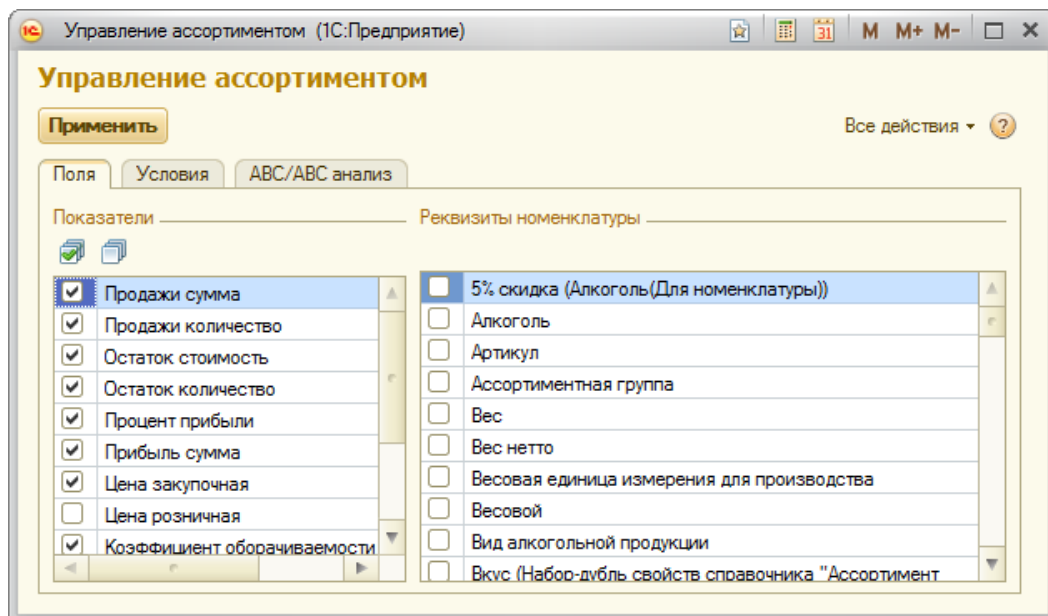 1С Управление ассортиментом (1С:Предприятие) 31 M M+ M-
Управление ассортиментом
Применить
Все действия ?
Поля Условия ABC/ABC анализ
Показатели
Реквизиты номенклатуры
Продажи сумма
Продажи количество
Остаток стоимость
Остаток количество
Процент прибыли
Прибыль сумма
Цена закупочная
Цена розничная
Коэффициент оборачиваемости
5% скидка (Алкоголь(Для номенклатуры))
Алкоголь
Артикул
Ассортиментная группа
Вес
Вес нетто
Весовая единица измерения для производства
Весовой
Вид алкогольной продукции
Вкус (Набор-дубль свойств справочника "Ассортимент